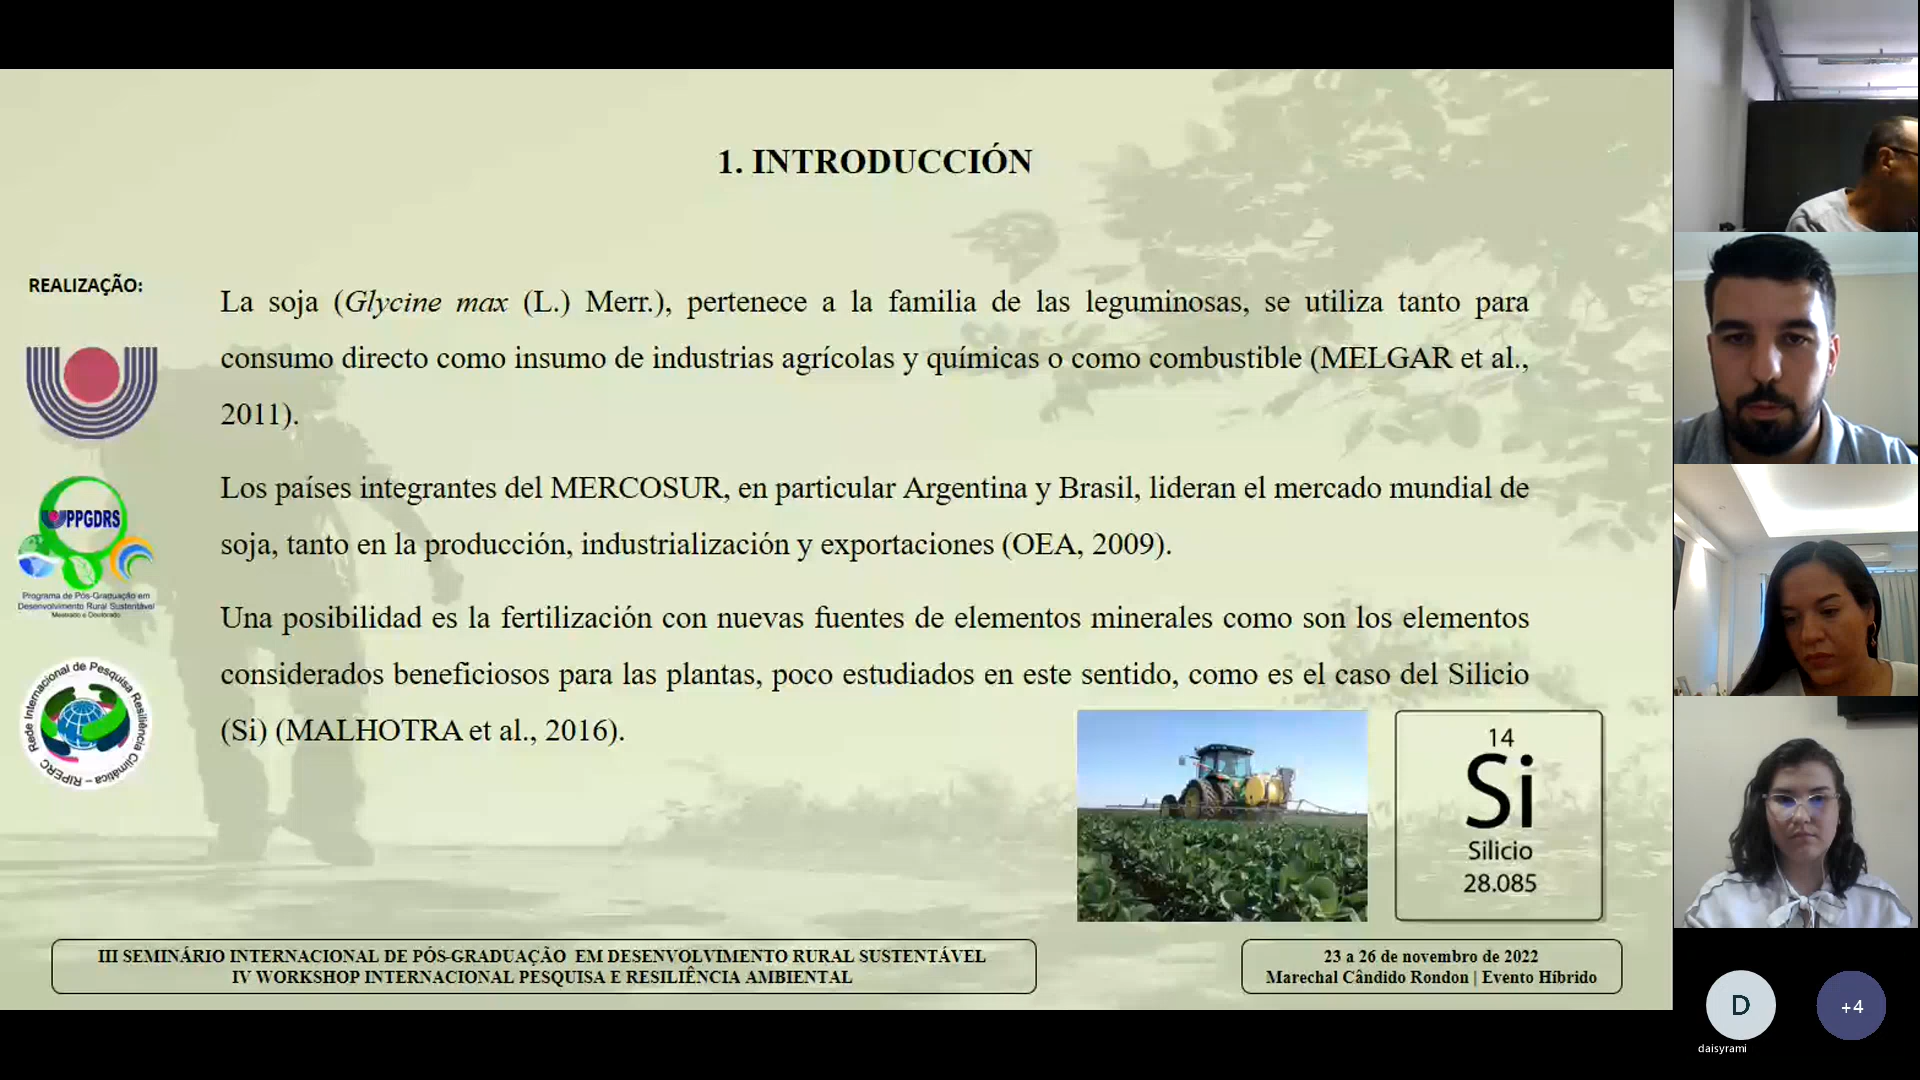 1. INTRODUCCIÓN
REALIZAÇÃO:
La soja (Glycine max (L.) Merr.), pertenece a la familia de las leguminosas, se utiliza tanto para
consumo directo como insumo de industrias agrícolas y químicas o como combustible (MELGAR et al.,
2011).
Los países integrantes del MERCOSUR, en particular Argentina y Brasil, lideran el mercado mundial de
soja, tanto en la producción, industrialización y exportaciones (OEA, 2009).
Una posibilidad es la fertilización con nuevas fuentes de elementos minerales como son los elementos
considerados beneficiosos para las plantas, poco estudiados en este sentido, como es el caso del Silicio
(Si) (MALHOTRA et al., 2016).
PPGDRS
Programa de Pós-Graduação em
Desenvolvimento Rural Sustentável
Mestrado e Doutorado
Rede Internacional de Pesquisa Resiliência Climática – RIPERC
14
Si
Silicio
28.085
III SEMINÁRIO INTERNACIONAL DE PÓS-GRADUAÇÃO EM DESENVOLVIMENTO RURAL SUSTENTÁVEL
IV WORKSHOP INTERNACIONAL PESQUISA E RESILIÊNCIA AMBIENTAL
23 a 26 de novembro de 2022
Marechal Cândido Rondon | Evento Híbrido
D
+4
daisyrami